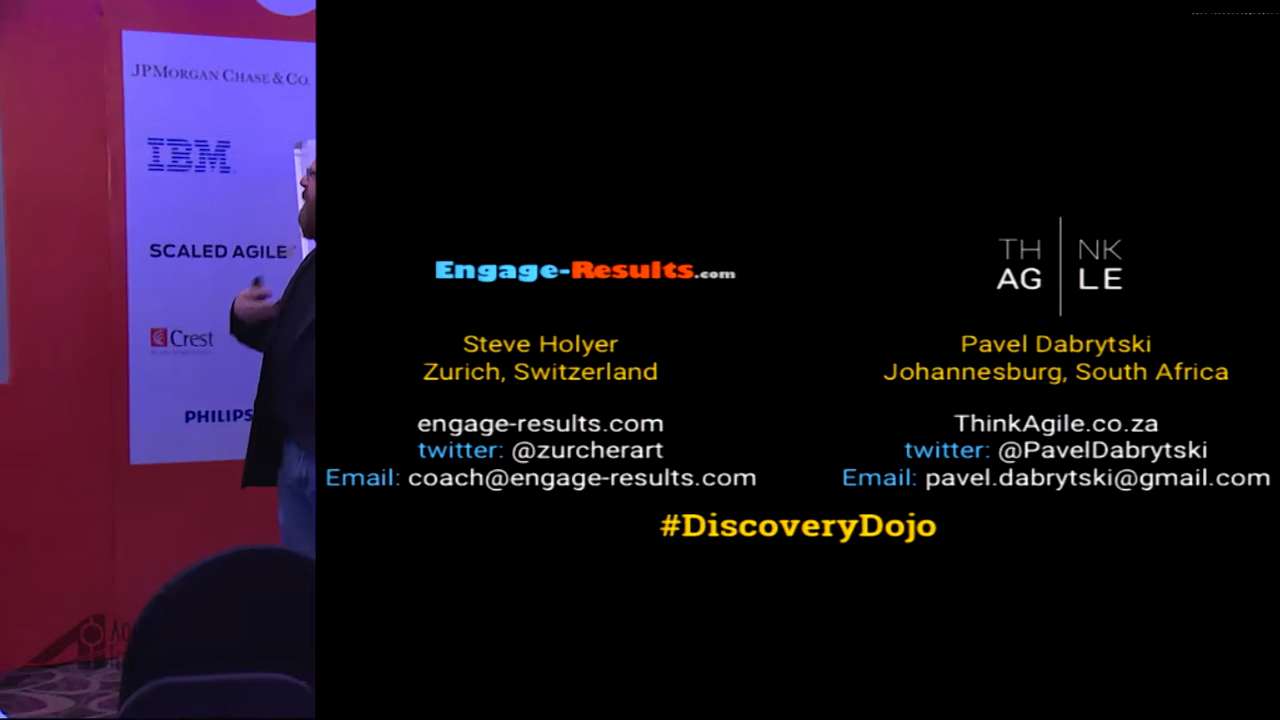 JPMORGAN CHASE & CO.
IBM
SCALED AGILE
Crest
PHILIPS
Engage-Results.com
Steve Holyer
Zurich, Switzerland
engage-results.com
twitter: @zurcherart
Email: coach@engage-results.com
TH NK
AG LE
Pavel Dabrytski
Johannesburg, South Africa
ThinkAgile.co.za
twitter: @PavelDabrytski
Email: pavel.dabrytski@gmail.com
#DiscoveryDojo